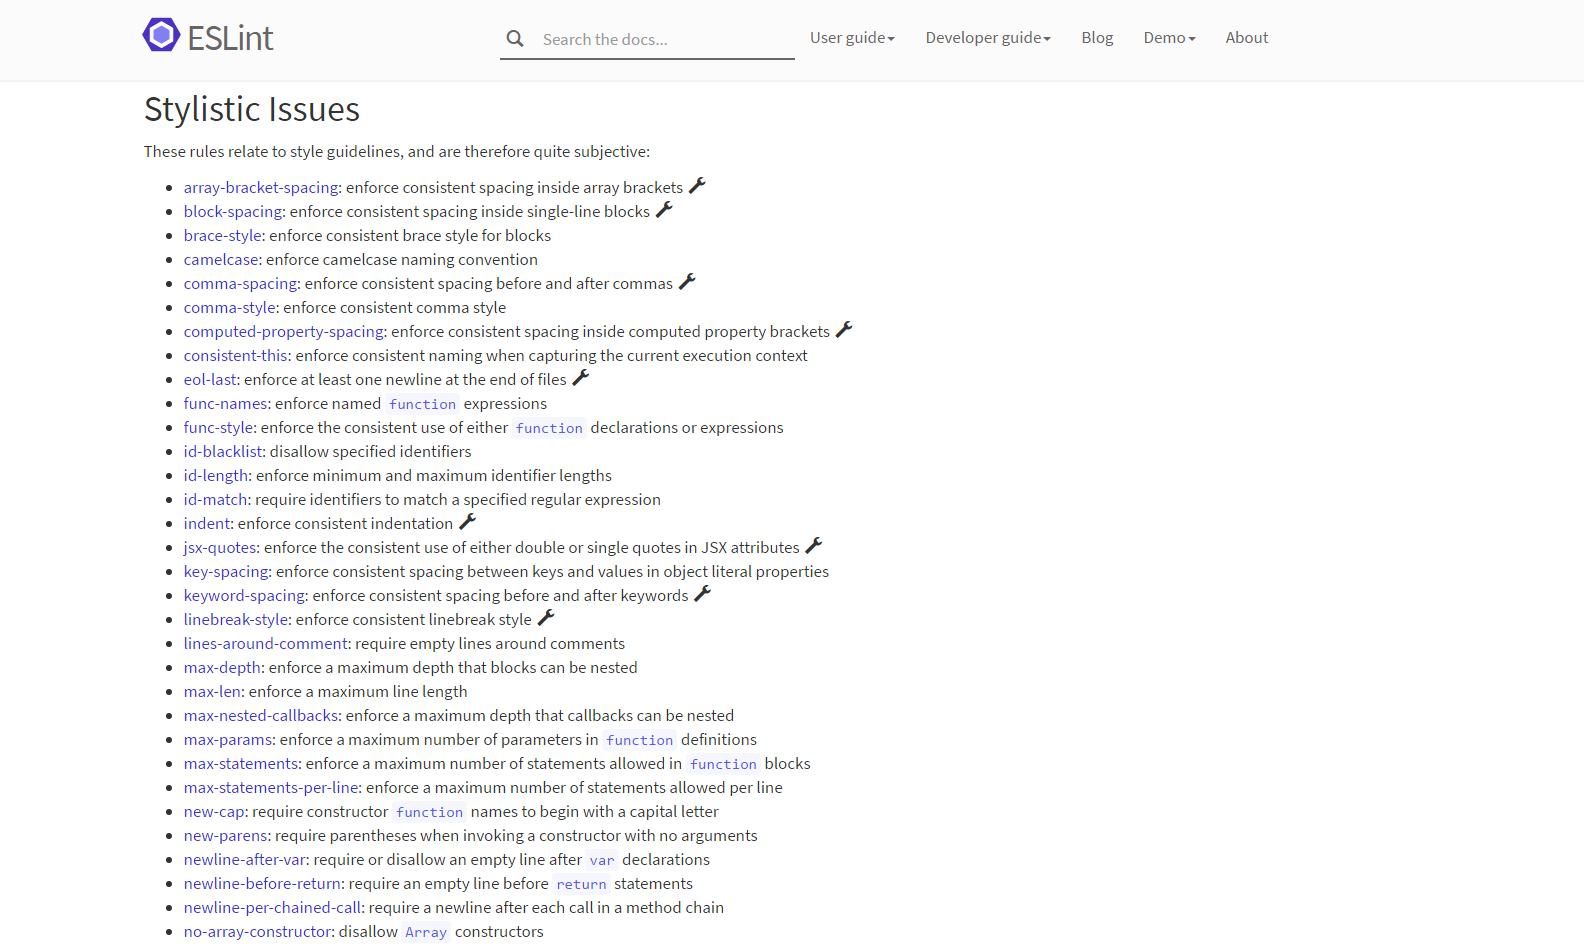 ESLint
Search the docs...
User guide
Developer guide
Blog
Demo
About
Stylistic Issues
These rules relate to style guidelines, and are therefore quite subjective:
array-bracket-spacing: enforce consistent spacing inside array brackets
block-spacing: enforce consistent spacing inside single-line blocks
brace-style: enforce consistent brace style for blocks
camelcase: enforce camelcase naming convention
comma-spacing: enforce consistent spacing before and after commas
comma-style: enforce consistent comma style
computed-property-spacing: enforce consistent spacing inside computed property brackets
consistent-this: enforce consistent naming when capturing the current execution context
eol-last: enforce at least one newline at the end of files
func-names: enforce named function expressions
func-style: enforce the consistent use of either function declarations or expressions
id-blacklist: disallow specified identifiers
id-length: enforce minimum and maximum identifier lengths
id-match: require identifiers to match a specified regular expression
indent: enforce consistent indentation
jsx-quotes: enforce the consistent use of either double or single quotes in JSX attributes
key-spacing: enforce consistent spacing between keys and values in object literal properties
keyword-spacing: enforce consistent spacing before and after keywords
linebreak-style: enforce consistent linebreak style
lines-around-comment: require empty lines around comments
max-depth: enforce a maximum depth that blocks can be nested
max-len: enforce a maximum line length
max-nested-callbacks: enforce a maximum depth that callbacks can be nested
max-params: enforce a maximum number of parameters in function definitions
max-statements: enforce a maximum number of statements allowed in function blocks
max-statements-per-line: enforce a maximum number of statements allowed per line
new-cap: require constructor function names to begin with a capital letter
new-parens: require parentheses when invoking a constructor with no arguments
newline-after-var: require or disallow an empty line after var declarations
newline-before-return: require an empty line before return statements
newline-per-chained-call: require a newline after each call in a method chain
no-array-constructor: disallow Array constructors